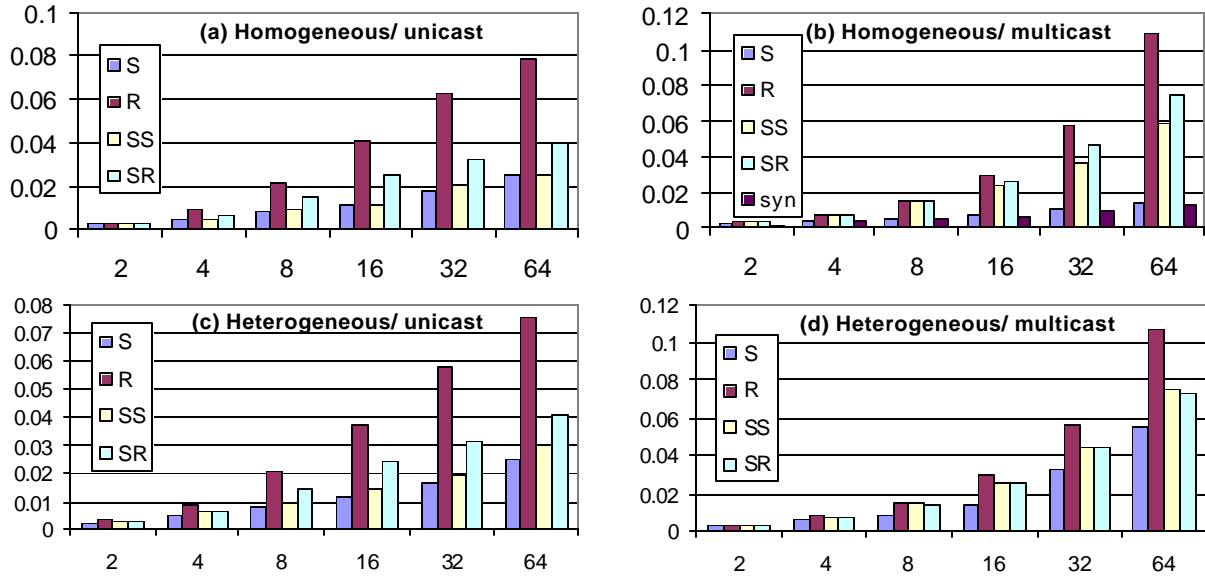 (a) Homogeneous/ unicast
0.1
0.08
0.06
0.04
0.02
0
S
R
SS
SR
2 4 8 16 32 64
(b) Homogeneous/ multicast
0.12
0.1
0.08
0.06
0.04
0.02
0
S
R
SS
SR
syn
2 4 8 16 32 64
(c) Heterogeneous/ unicast
0.08
0.07
0.06
0.05
0.04
0.03
0.02
0.01
0
S
R
SS
SR
2 4 8 16 32 64
(d) Heterogeneous/ multicast
0.12
0.1
0.08
0.06
0.04
0.02
0
S
R
SS
SR
2 4 8 16 32 64